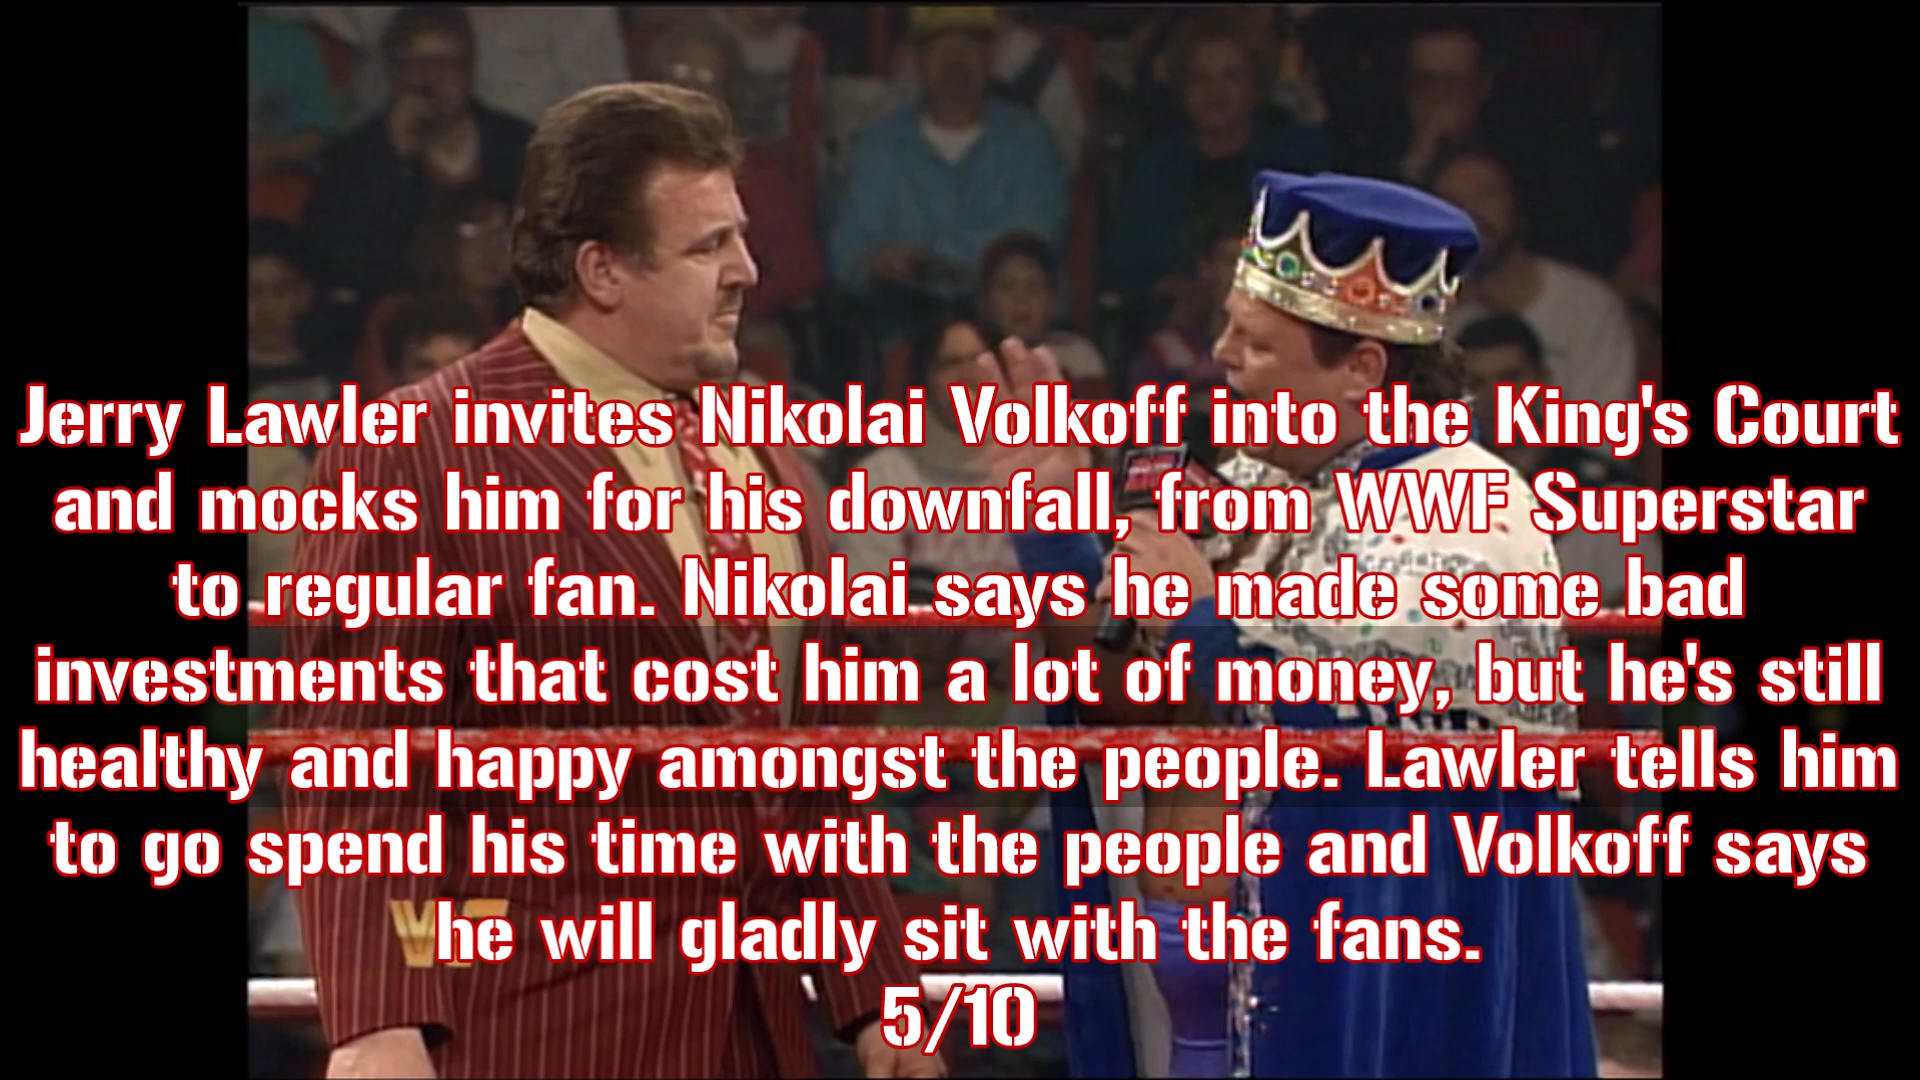 Jerry Lawler invites Nikolai Volkoff into the King's Court
and mocks him for his downfall, from WWF Superstar
to regular fan. Nikolai says he made some bad
investments that cost him a lot of money, but he's still
healthy and happy amongst the people. Lawler tells him
to go spend his time with the people and Volkoff says
he will gladly sit with the fans.
5/10